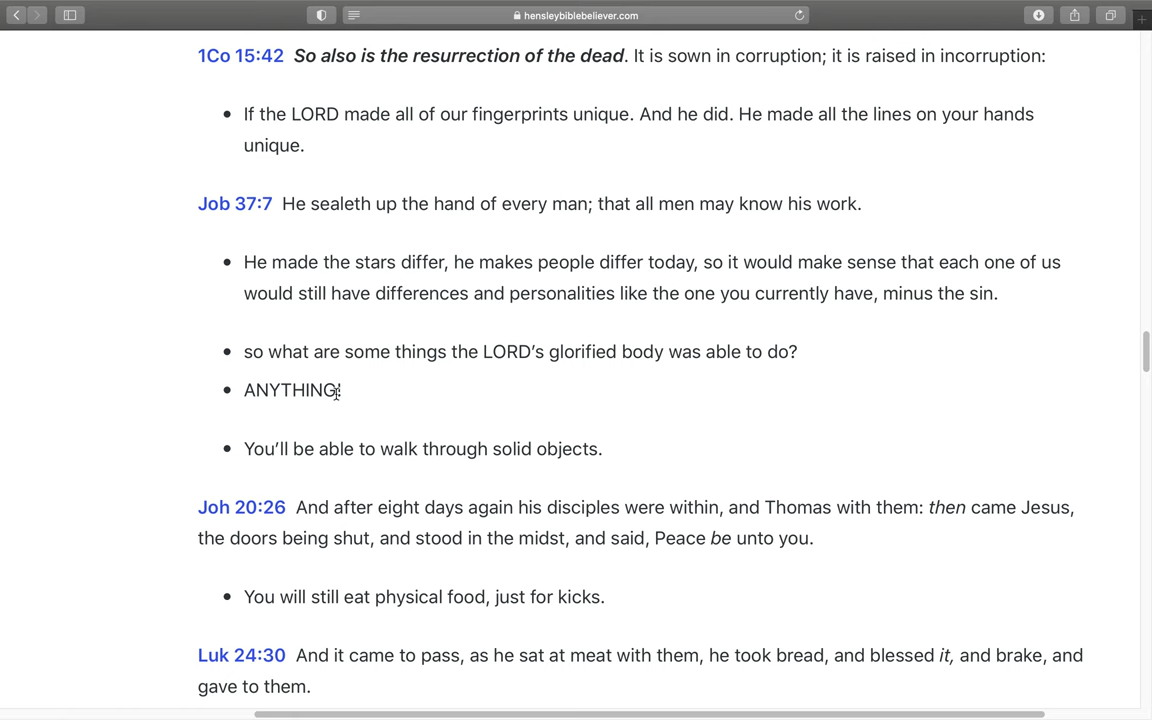 hensleybiblebeliever.com
1Co 15:42 So also is the resurrection of the dead. It is sown in corruption; it is raised in incorruption:
• If the LORD made all of our fingerprints unique. And he did. He made all the lines on your hands
unique.
Job 37:7 He sealeth up the hand of every man; that all men may know his work.
• He made the stars differ, he makes people differ today, so it would make sense that each one of us
would still have differences and personalities like the one you currently have, minus the sin.
• so what are some things the LORD’s glorified body was able to do?
• ANYTHING!
• You’ll be able to walk through solid objects.
Joh 20:26 And after eight days again his disciples were within, and Thomas with them: then came Jesus,
the doors being shut, and stood in the midst, and said, Peace be unto you.
• You will still eat physical food, just for kicks.
Luk 24:30 And it came to pass, as he sat at meat with them, he took bread, and blessed it, and brake, and
gave to them.